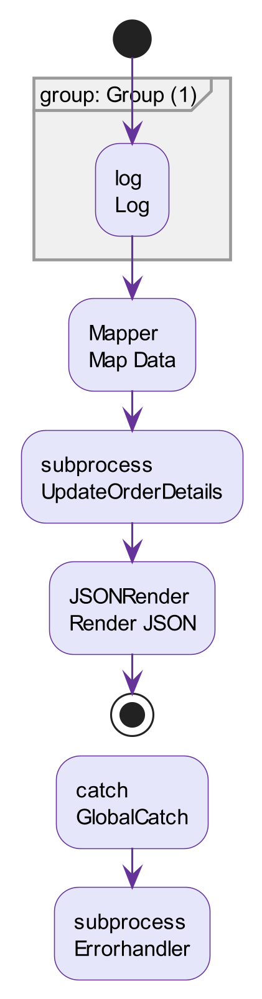 group: Group (1)
log
Log
Mapper
Map Data
subprocess
UpdateOrderDetails
JSONRender
Render JSON
catch
GlobalCatch
subprocess
Errorhandler